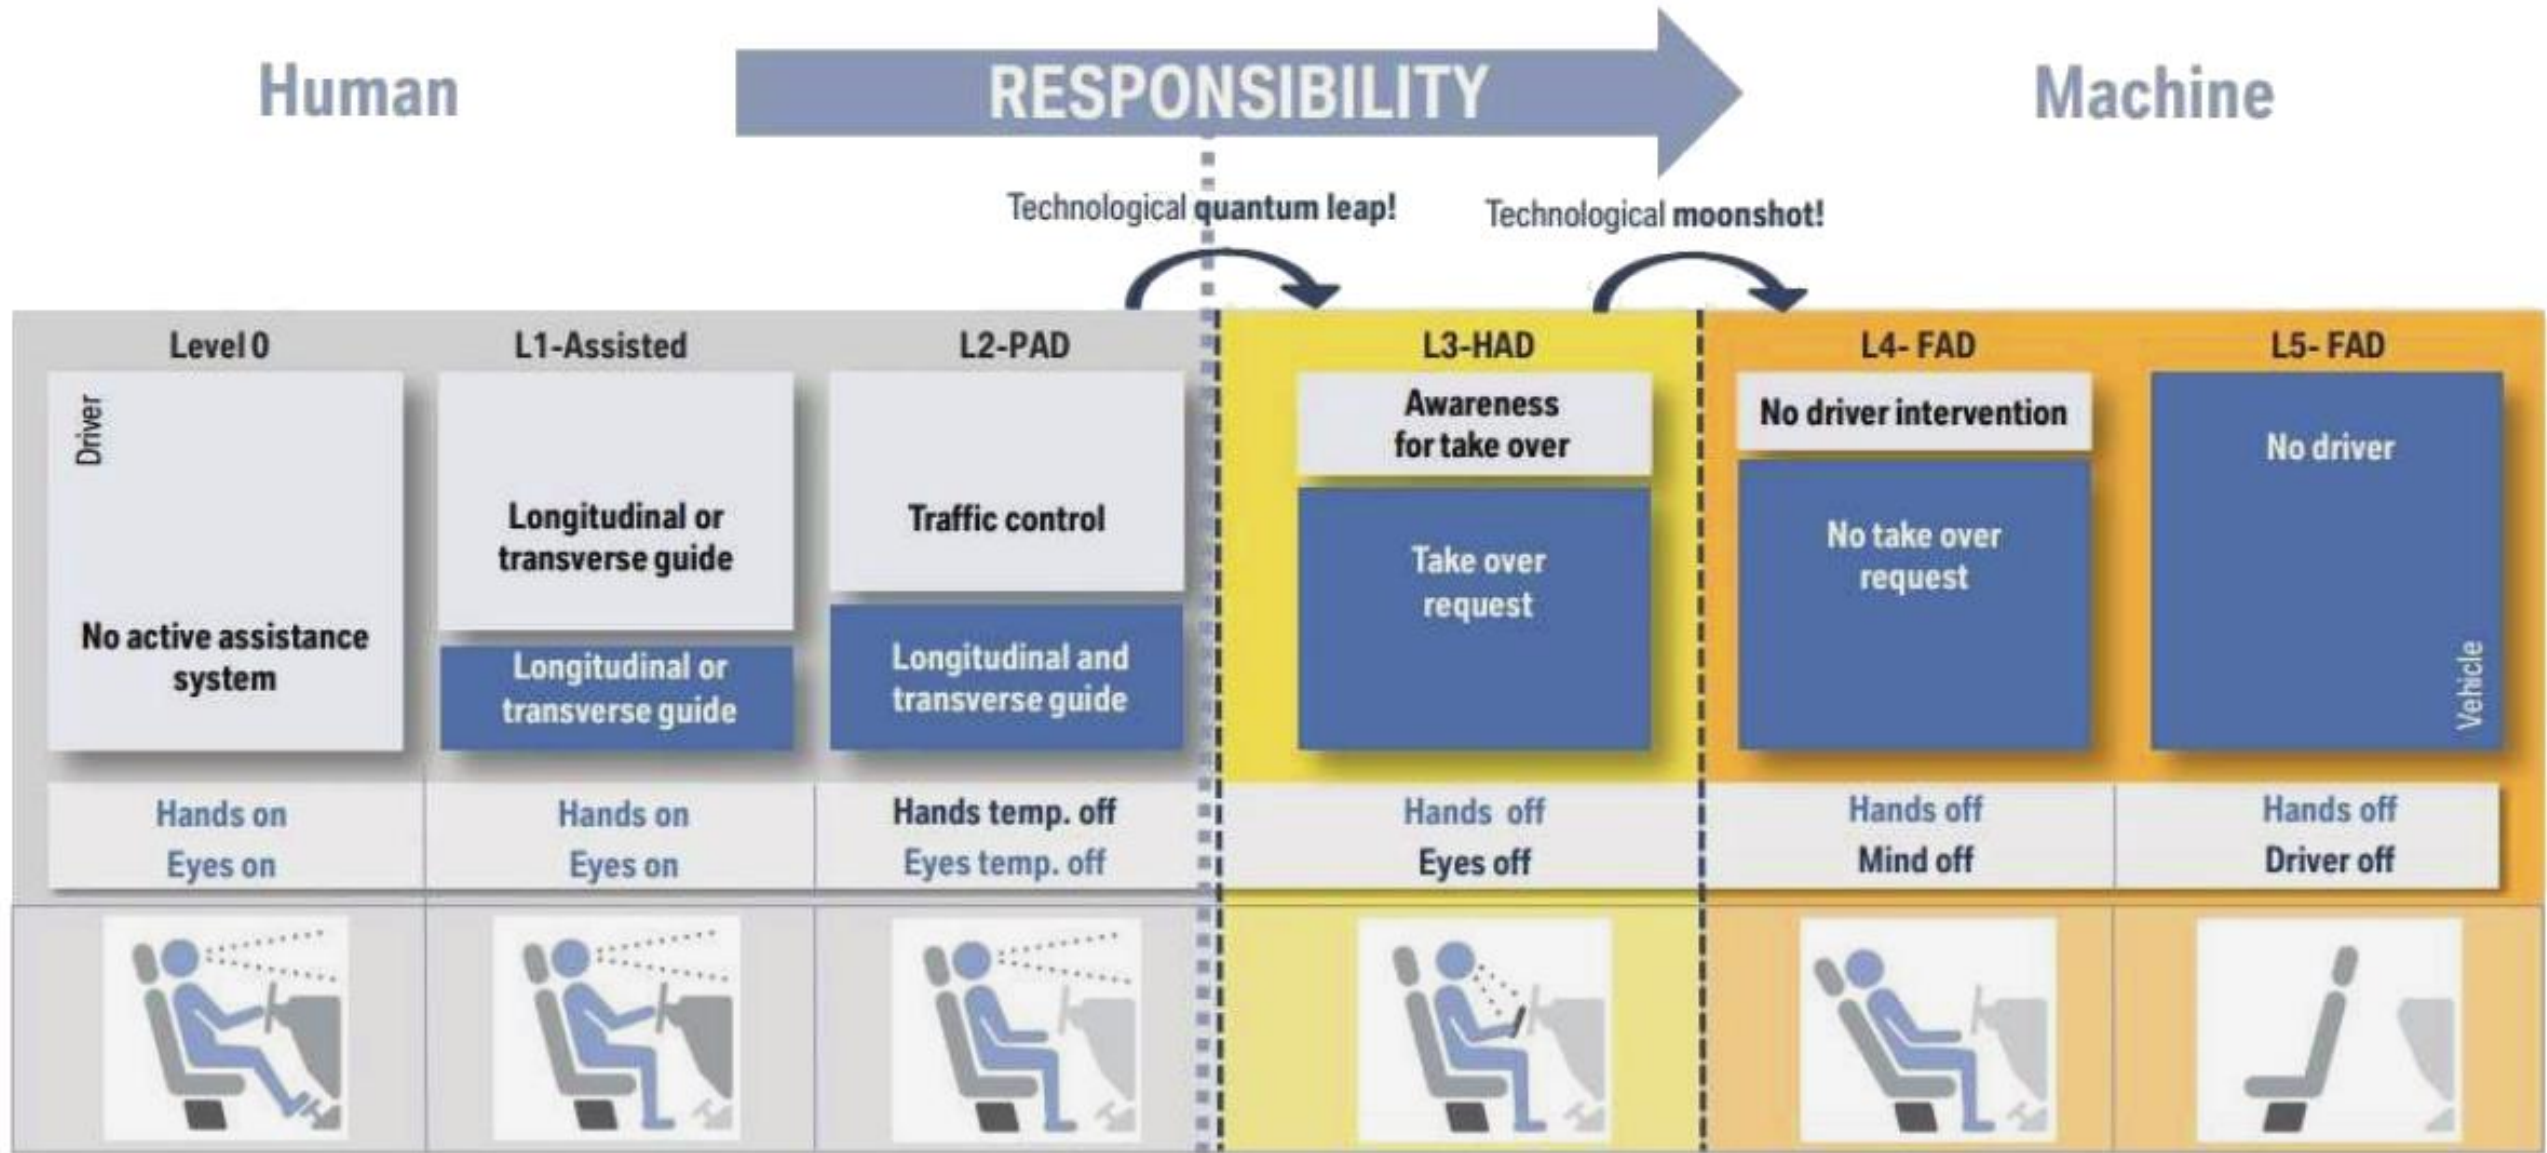 Human
RESPONSIBILITY
Machine
Technological quantum leap!
Technological moonshot!
Level 0
L1-Assisted
L2-PAD
L3-HAD
L4- FAD
L5- FAD
Driver
No active assistance
system
Longitudinal or
transverse guide
Longitudinal or
transverse guide
Traffic control
Longitudinal and
transverse guide
Awareness
for take over
Take over
request
No driver intervention
No take over
request
No driver
Vehicle
Hands on
Eyes on
Hands on
Eyes on
Hands temp. off
Eyes temp. off
Hands off
Eyes off
Hands off
Mind off
Hands off
Driver off